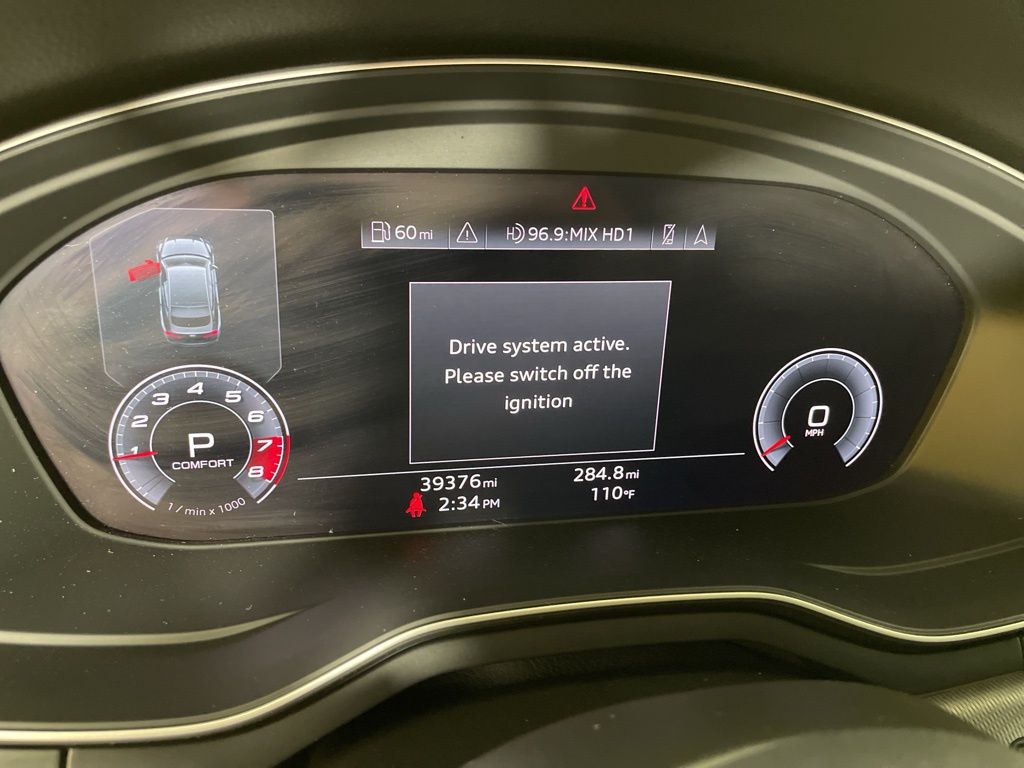 60 mi
HD 96.9:MIX HD1
Drive system active.
Please switch off the
ignition
1 2 3 4 5 6 7 8
P
COMFORT
1 / min x 1000
0
MPH
39376 mi
284.8 mi
2:34 PM
110°F